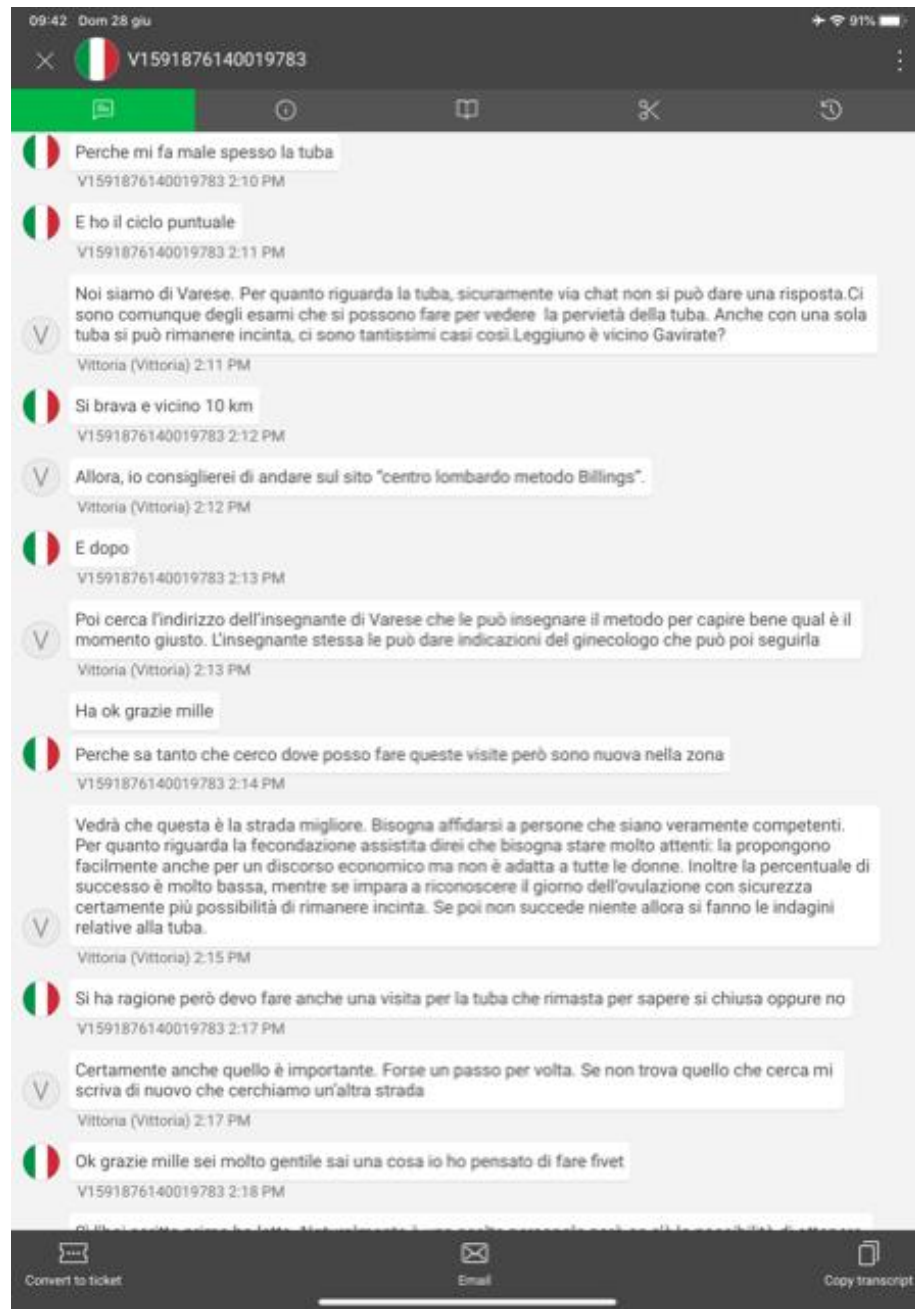 09:42 Dom 28 giu
91%
V1591876140019783
Perche mi fa male spesso la tuba
V1591876140019783 2:10 PM
E ho il ciclo puntuale
V1591876140019783 2:11 PM
Noi siamo di Varese. Per quanto riguarda la tuba, sicuramente via chat non si può dare una risposta.Ci
sono comunque degli esami che si possono fare per vedere la pervietà della tuba. Anche con una sola
tuba si può rimanere incinta, ci sono tantissimi casi così.Leggiuno è vicino Gavirate?
V
Vittoria (Vittoria) 2:11 PM
Si brava e vicino 10 km
V1591876140019783 2:12 PM
V
Allora, io consiglierei di andare sul sito "centro lombardo metodo Billings".
Vittoria (Vittoria) 2:12 PM
E dopo
V1591876140019783 2:13 PM
Poi cerca l'indirizzo dell'insegnante di Varese che le può insegnare il metodo per capire bene qual è il
momento giusto. L'insegnante stessa le può dare indicazioni del ginecologo che può poi seguirla
V
Vittoria (Vittoria) 2:13 PM
Ha ok grazie mille
Perche sa tanto che cerco dove posso fare queste visite però sono nuova nella zona
V1591876140019783 2:14 PM
Vedrà che questa è la strada migliore. Bisogna affidarsi a persone che siano veramente competenti.
Per quanto riguarda la fecondazione assistita direi che bisogna stare molto attenti: la propongono
facilmente anche per un discorso economico ma non è adatta a tutte le donne. Inoltre la percentuale di
successo è molto bassa, mentre se impara a riconoscere il giorno dell'ovulazione con sicurezza
certamente più possibilità di rimanere incinta. Se poi non succede niente allora si fanno le indagini
relative alla tuba.
V
Vittoria (Vittoria) 2:15 PM
Si ha ragione però devo fare anche una visita per la tuba che rimasta per sapere si chiusa oppure no
V1591876140019783 2:17 PM
Certamente anche quello è importante. Forse un passo per volta. Se non trova quello che cerca mi
scriva di nuovo che cerchiamo un'altra strada
V
Vittoria (Vittoria) 2:17 PM
Ok grazie mille sei molto gentile sai una cosa io ho pensato di fare fivet
V1591876140019783 2:18 PM
Convert to ticket
Email
Copy transcript